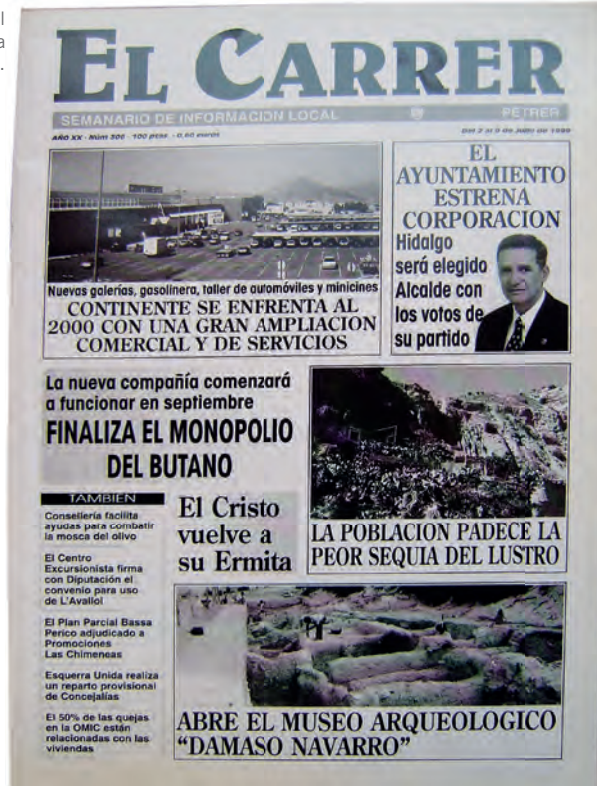 l
a
.
EL CARRER
SEMANARIO DE INFORMACION LOCAL PETRER
AÑO XX - Núm 506 - 100 ptas. - 0,60 euros Del 2 al 8 de julio de 1999
Nuevas galerías, gasolinera, taller de automóviles y minicines
CONTINENTE SE ENFRENTA AL
2000 CON UNA GRAN AMPLIACION
COMERCIAL Y DE SERVICIOS
EL
AYUNTAMIENTO
ESTRENA
CORPORACION
Hidalgo
será elegido
Alcalde con
los votos de
su partido
La nueva compañía comenzará
a funcionar en septiembre
FINALIZA EL MONOPOLIO
DEL BUTANO
LA POBLACION PADECE LA
PEOR SEQUIA DEL LUSTRO
TAMBIEN
Conselleria facilita
ayudas para combatir
la mosca del olivo
El Centro
Excursionista firma
con Diputación el
convenio para uso
de L'Avaiol
El Plan Parcial Bassa
Perico adjudicado a
Promociones
Las Chimeneas
Esquerra Unida realiza
un reparto provisional
de Concejalías
El 50% de las quejas
en la OMIC están
relacionadas con las
viviendas
El Cristo
vuelve a
su Ermita
ABRE EL MUSEO ARQUEOLOGICO
“DAMASO NAVARRO”